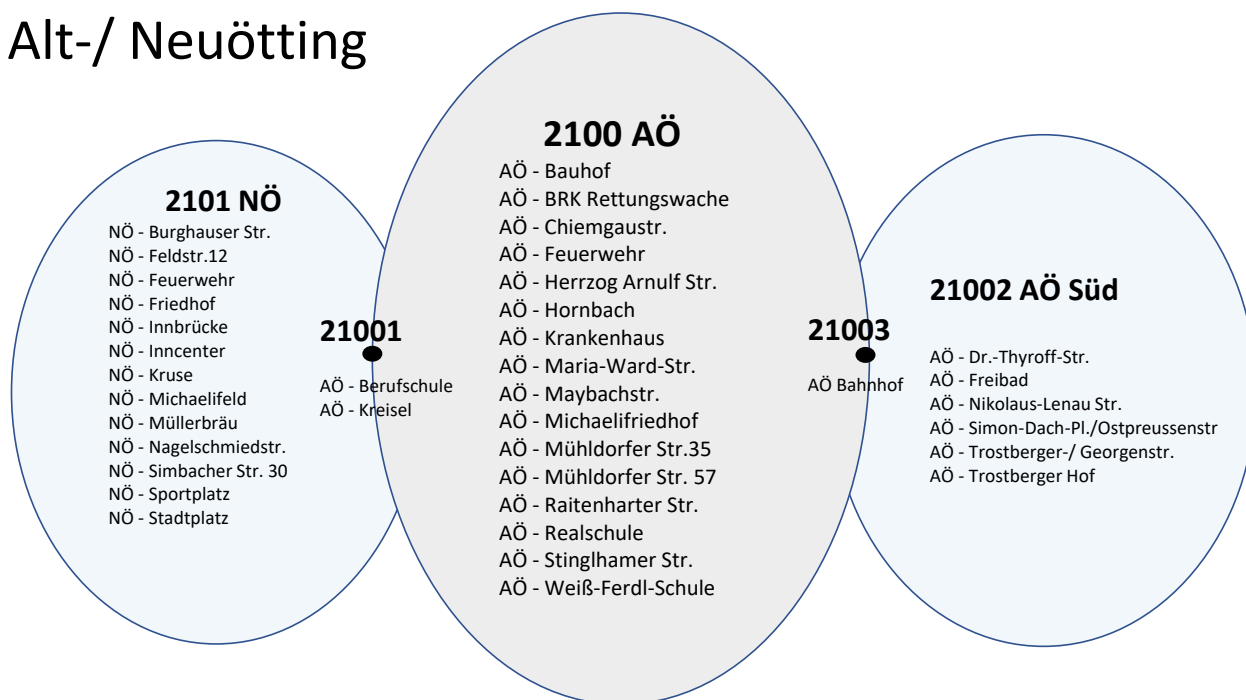 Alt-/ Neuötting
2101 NÖ
NÖ - Burghauser Str.
NÖ - Feldstr.12
NÖ - Feuerwehr
NÖ - Friedhof
NÖ - Innbrücke
NÖ - Inncenter
NÖ - Kruse
NÖ - Michaelifeld
NÖ - Müllerbräu
NÖ - Nagelschmiedstr.
NÖ - Simbacher Str. 30
NÖ - Sportplatz
NÖ - Stadtplatz
21001
AÖ - Berufschule
AÖ - Kreisel
2100 AÖ
AÖ - Bauhof
AÖ - BRK Rettungswache
AÖ - Chiemgaustr.
AÖ - Feuerwehr
AÖ - Herrzog Arnulf Str.
AÖ - Hornbach
AÖ - Krankenhaus
AÖ - Maria-Ward-Str.
AÖ - Maybachstr.
AÖ - Michaelifriedhof
AÖ - Mühldorfer Str.35
AÖ - Mühldorfer Str. 57
AÖ - Raitenharter Str.
AÖ - Realschule
AÖ - Stinglhamer Str.
AÖ - Weiß-Ferdl-Schule
21003
AÖ Bahnhof
21002 AÖ Süd
AÖ - Dr.-Thyroff-Str.
AÖ - Freibad
AÖ - Nikolaus-Lenau Str.
AÖ - Simon-Dach-Pl./Ostpreussenstr
AÖ - Trostberger-/ Georgenstr.
AÖ - Trostberger Hof